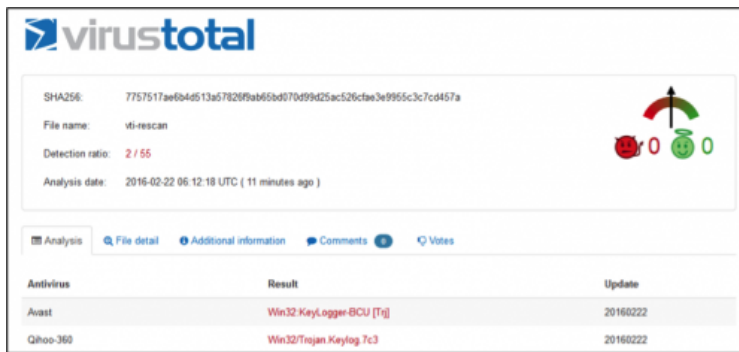 virustotal
SHA256: 7757517ae6b4d513a57826f9ab65bd070d99d25ac526cfae3e9955c3c7cd457a
File name: vti-rescan
Detection ratio: 2 / 55
Analysis date: 2016-02-22 06:12:18 UTC ( 11 minutes ago )
0 0
Analysis File detail Additional information Comments 0 Votes
Antivirus Result Update
Avast Win32:KeyLogger-BCU [Trj] 20160222
Qihoo-360 Win32/Trojan.Keylog.7c3 20160222